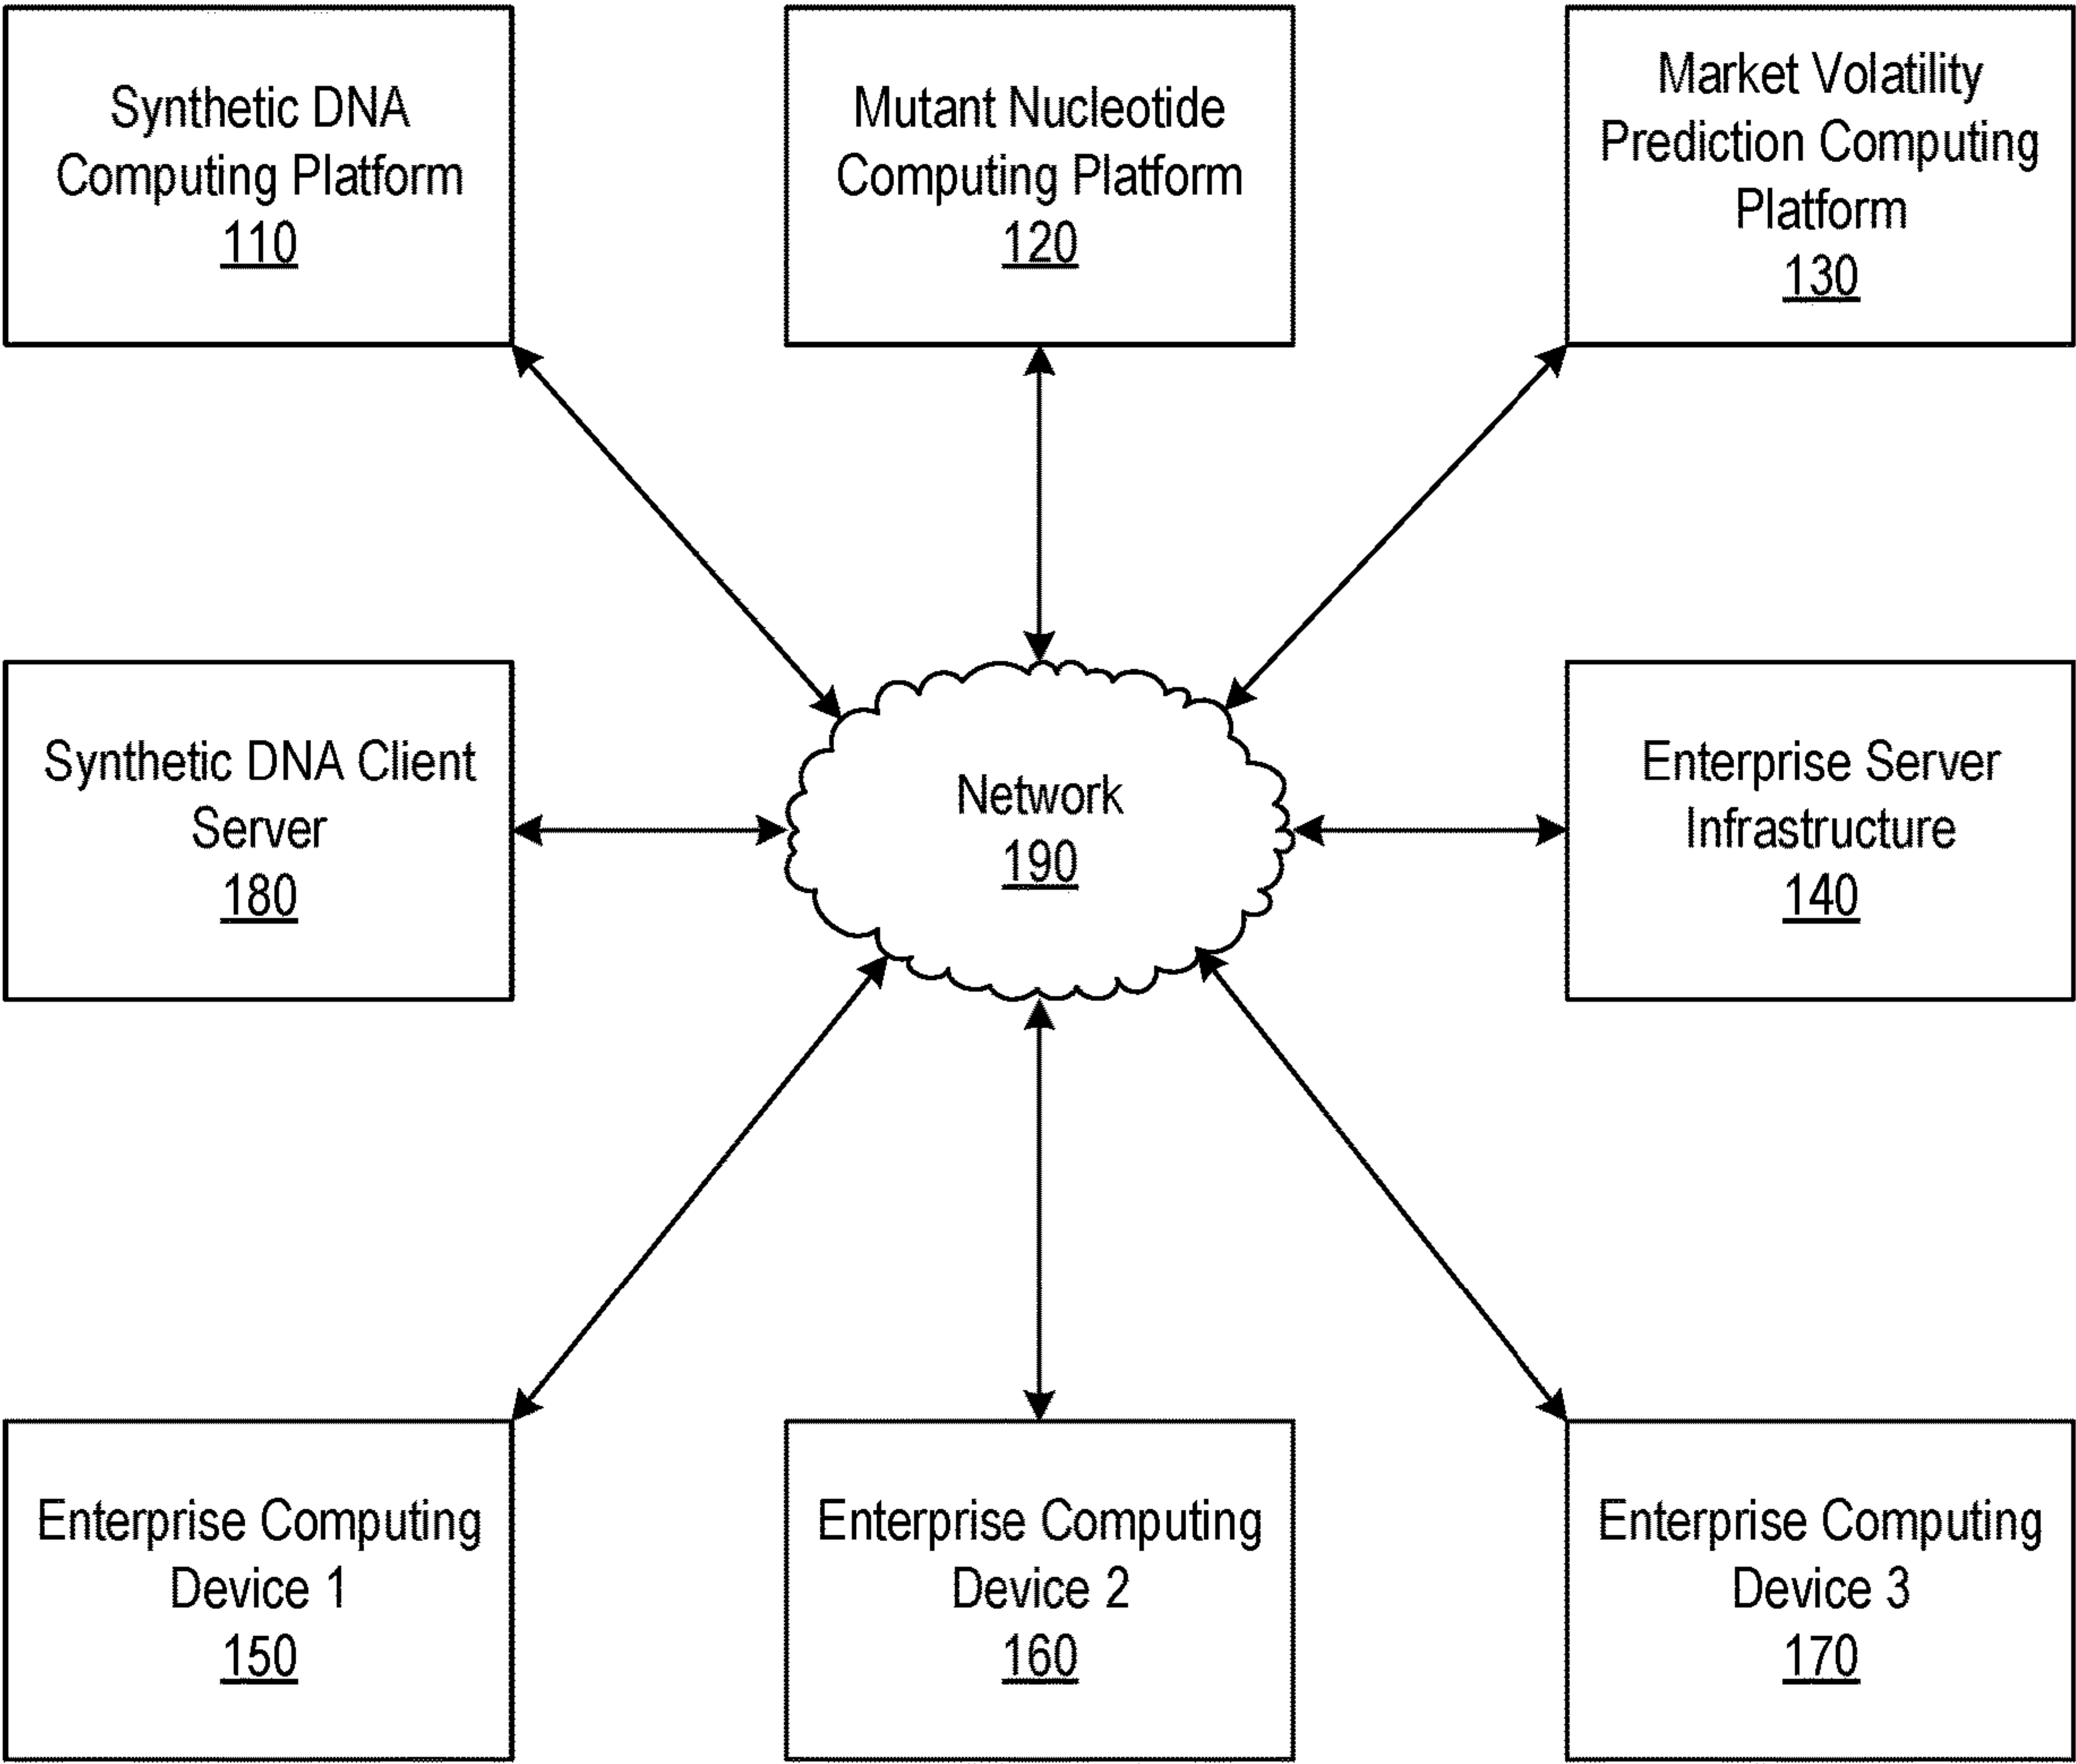 Synthetic DNA
Computing Platform
110
Mutant Nucleotide
Computing Platform
120
Market Volatility
Prediction Computing
Platform
130
Synthetic DNA Client
Server
180
Network
190
Enterprise Server
Infrastructure
140
Enterprise Computing
Device 1
150
Enterprise Computing
Device 2
160
Enterprise Computing
Device 3
170